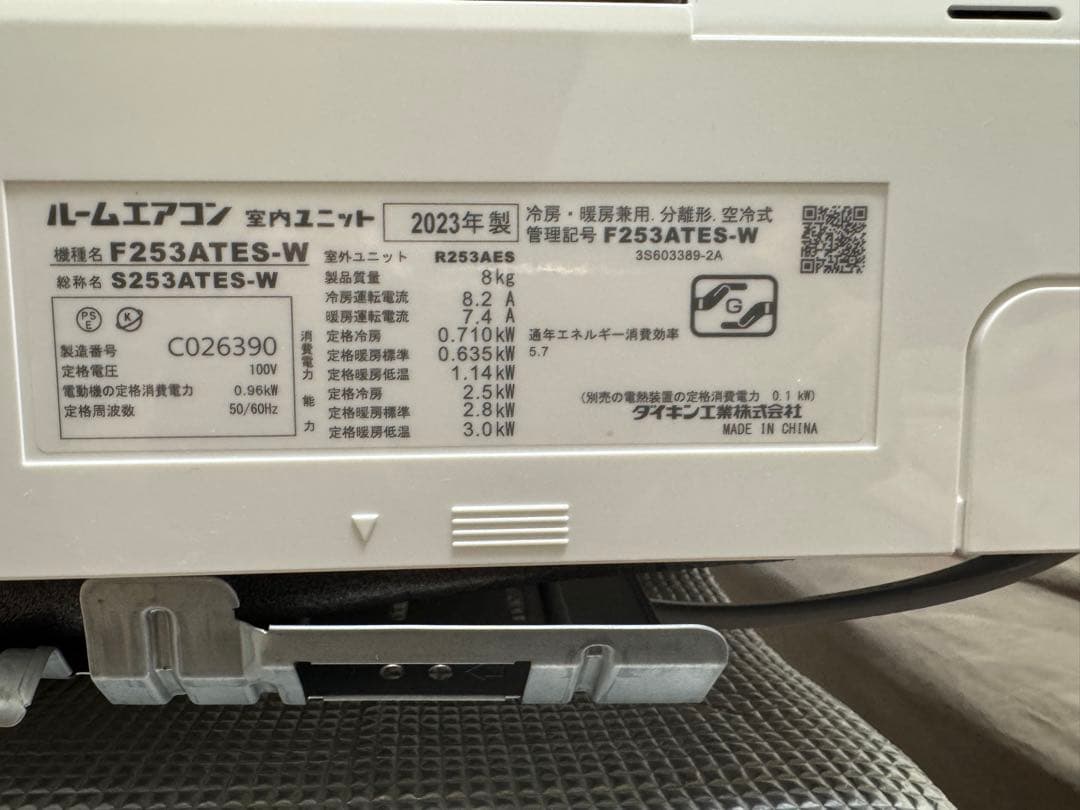 ルームエアコン 室内ユニット 2023年 製
冷房・暖房兼用. 分離形. 空冷式
機種名 F253ATES-W
管理記号 F253ATES-W
総称名 S253ATES-W
3S603389-2A
室外ユニット R253AES
製品質量 8kg
冷房運転電流 8.2 A
暖房運転電流 7.4 A
消費電力
定格冷房 0.710kW
定格暖房標準 0.635kW
定格暖房低温 1.14kW
能力
定格冷房 2.5kW
定格暖房標準 2.8kW
定格暖房低温 3.0kW
PS
E
K
製造番号 C026390
定格電圧 100V
電動機の定格消費電力 0.96kW
定格周波数 50/60Hz
G
通年エネルギー消費効率
5.7
(別売の電熱装置の定格消費電力 0.1 kW)
ダイキン工業株式会社
MADE IN CHINA